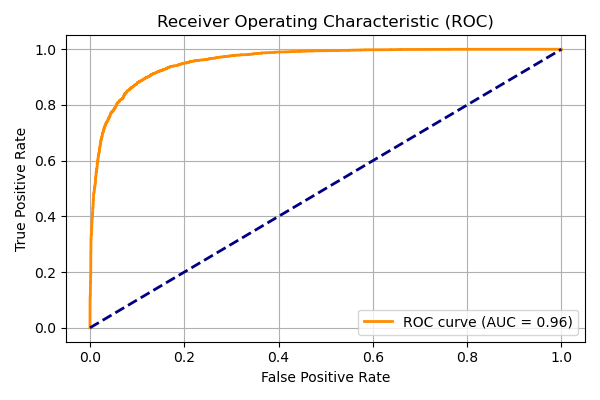 Receiver Operating Characteristic (ROC)
True Positive Rate
1.0
0.8
0.6
0.4
0.2
0.0
ROC curve (AUC = 0.96)
0.0 0.2 0.4 0.6 0.8 1.0
False Positive Rate